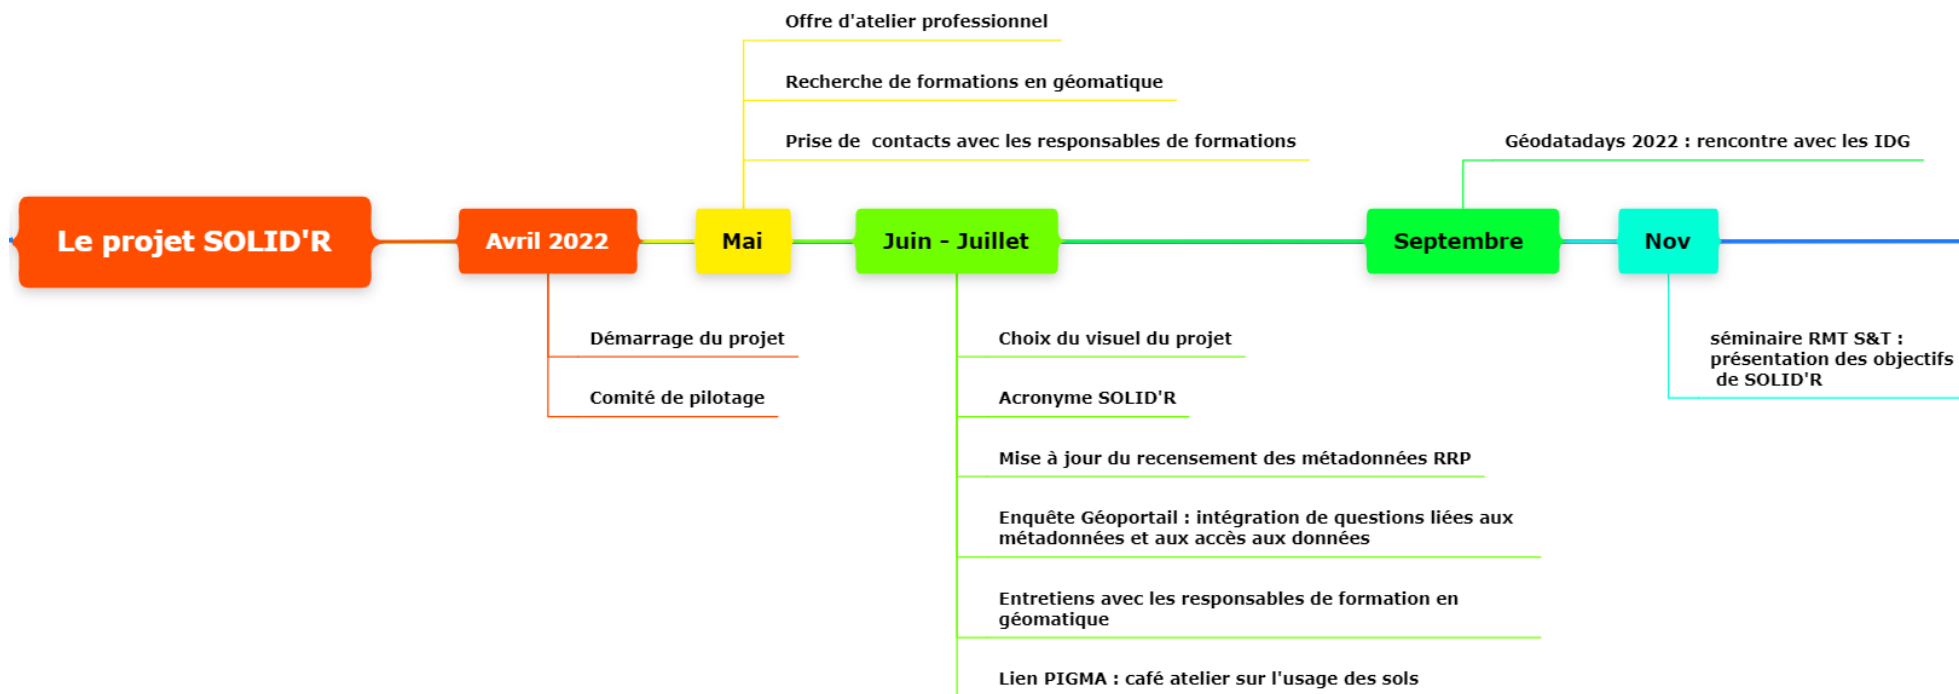 Offre d'atelier professionnel
Recherche de formations en géomatique
Prise de  contacts avec les responsables de formations
Géodatadays 2022 : rencontre avec les IDG
Le projet SOLID'R
Avril 2022
Mai
Juin - Juillet
Septembre
Nov
Démarrage du projet
Comité de pilotage
Choix du visuel du projet
Acronyme SOLID'R
Mise à jour du recensement des métadonnées RRP
Enquête Géoportail : intégration de questions liées aux
métadonnées et aux accès aux données
Entretiens avec les responsables de formation en
géomatique
Lien PIGMA : café atelier sur l'usage des sols
séminaire RMT S&T :
présentation des objectifs
de SOLID'R